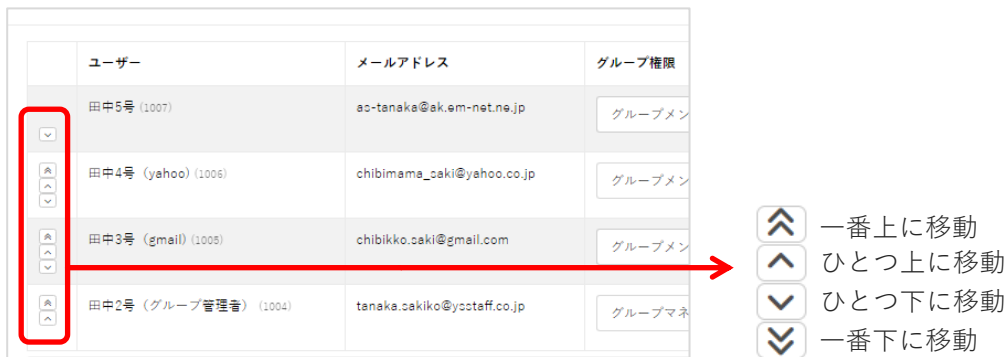 ユーザー メールアドレス グループ権限
田中5号 (1007) as-tanaka@ak.em-net.ne.jp グループメン
田中4号（yahoo) (1006) chibimama_saki@yahoo.co.jp グループメン
田中3号（gmail) (1005) chibikko.saki@gmail.com グループメン
田中2号（グループ管理者） (1004) tanaka.sakiko@ysstaff.co.jp グループマネ
一番上に移動
ひとつ上に移動
ひとつ下に移動
一番下に移動